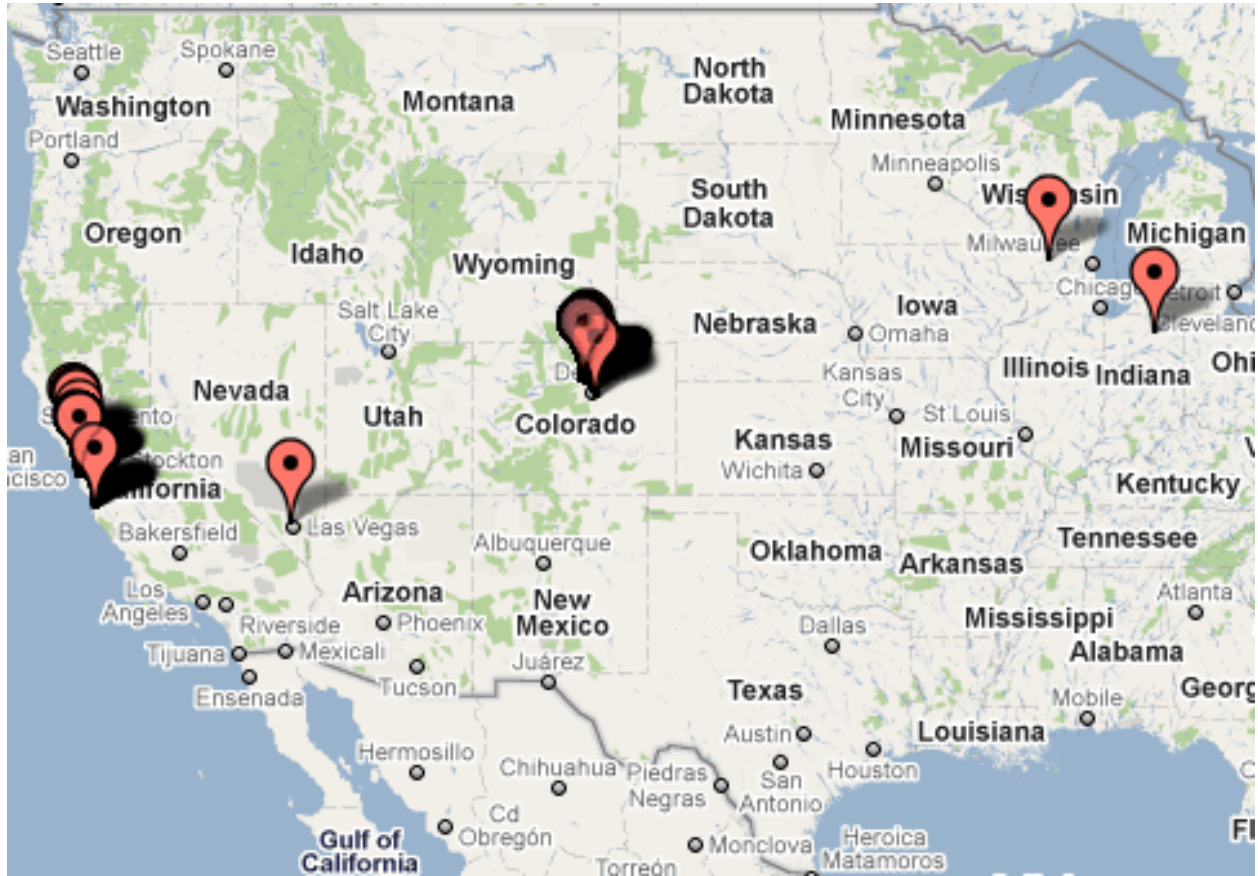 Seattle
Spokane
Washington
Montana
North
Dakota
Minnesota
Portland
Minneapolis
South
Dakota
Oregon
Idaho
Wyoming
Michigan
Salt Lake
City
Nebraska
Iowa
Omaha
Cleveland
Nevada
Utah
Colorado
Kansas
City
Illinois
Indiana
St Louis
Kansas
Missouri
Wichita
Kentucky
Las Vegas
Bakersfield
Albuquerque
Oklahoma
Arkansas
Tennessee
Los
Angeles
Arizona
New
Mexico
Atlanta
Riverside
Phoenix
Dallas
Mississippi
Alabama
Tijuana
Mexicali
Juárez
Ensenada
Tucson
Texas
Mobile
Georg
Austin
Louisiana
Houston
San
Antonio
Hermosillo
Chihuahua
Piedras
Negras
Cd
Obregón
Gulf of
California
Monclova
Heroica
Matamoros
Torreón